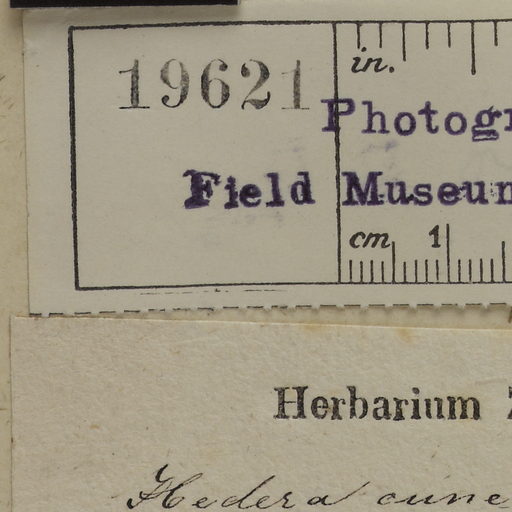 19621
in.
Photogr
Field Museum
cm 1
Herbarium
Hedera cune